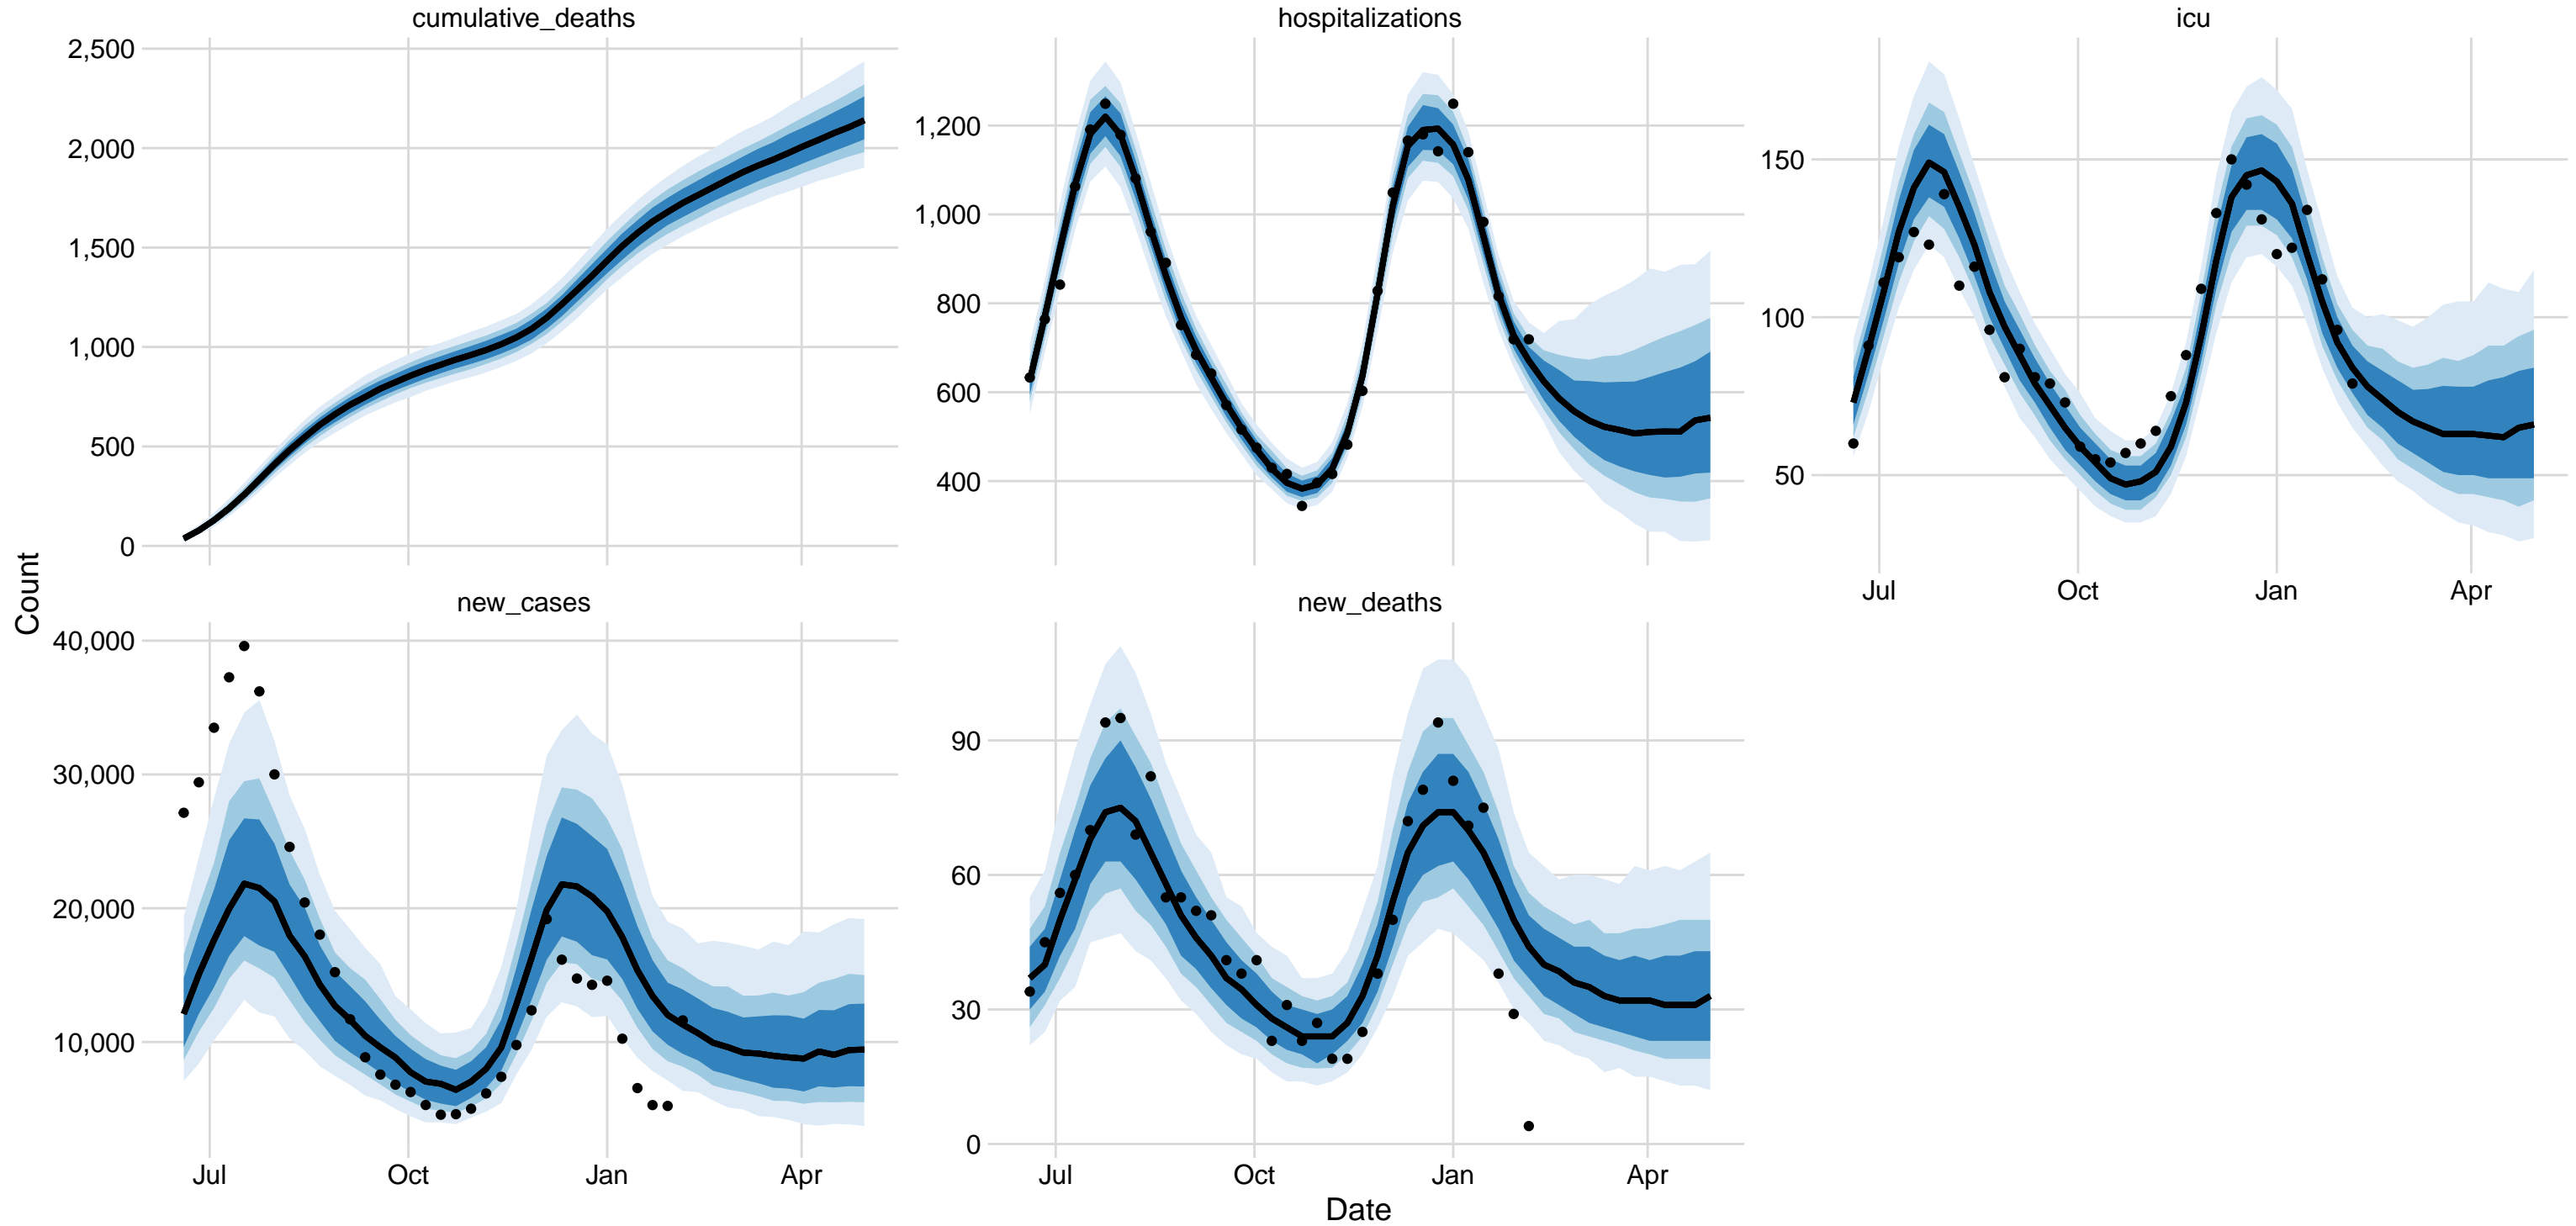 cumulative_deaths
hospitalizations
icu
2,500
2,000
1,500
1,000
500
0
1,200
1,000
800
600
400
150
100
50
Jul Oct Jan Apr
Count
new_cases
new_deaths
40,000
30,000
20,000
10,000
90
60
30
0
Jul Oct Jan Apr
Jul Oct Jan Apr
Date